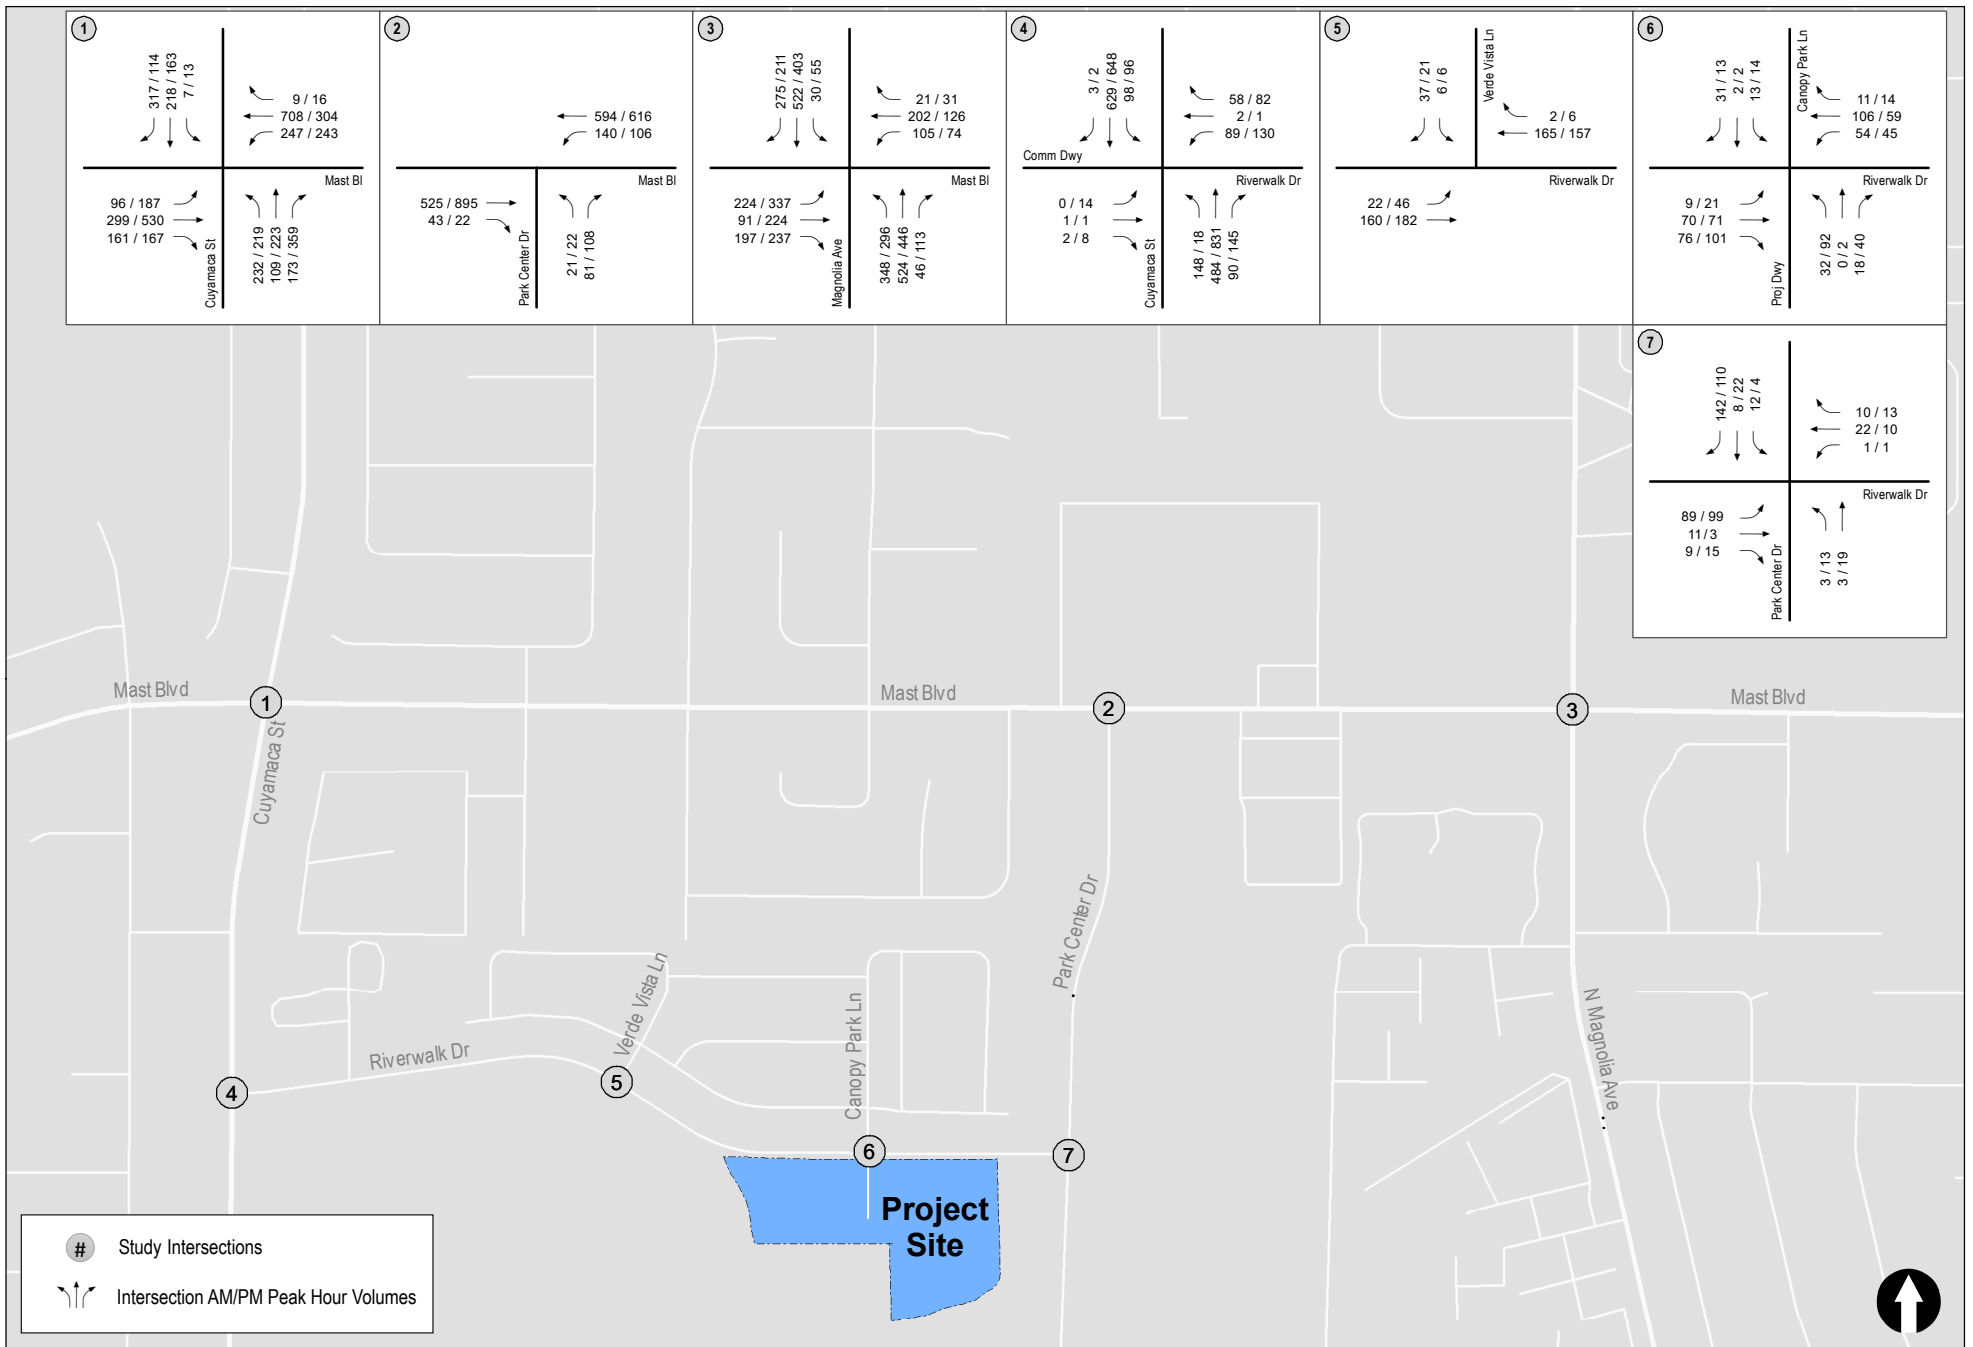 1
317 / 114
218 / 163
7 / 13
9 / 16
708 / 304
247 / 243
Mast Bl
96 / 187
299 / 530
161 / 167
Cuyamaca St
232 / 219
109 / 223
173 / 359
2
594 / 616
140 / 106
Mast Bl
525 / 895
43 / 22
Park Center Dr
21 / 22
81 / 108
3
275 / 211
522 / 403
30 / 55
21 / 31
202 / 126
105 / 74
Mast Bl
224 / 337
91 / 224
197 / 237
Magnolia Ave
348 / 296
524 / 446
46 / 113
4
3 / 2
629 / 648
98 / 96
58 / 82
2 / 1
89 / 130
Comm Dwy
Riverwalk Dr
0 / 14
1 / 1
2 / 8
Cuyamaca St
148 / 18
484 / 831
90 / 145
5
37 / 21
6 / 6
Verde Vista Ln
2 / 6
165 / 157
Riverwalk Dr
22 / 46
160 / 182
6
31 / 13
2 / 2
13 / 14
Canopy Park Ln
11 / 14
106 / 59
54 / 45
Riverwalk Dr
9 / 21
70 / 71
76 / 101
Proj Dwy
32 / 92
0 / 2
18 / 40
7
142 / 110
8 / 22
12 / 4
10 / 13
22 / 10
1 / 1
Riverwalk Dr
89 / 99
11 / 3
9 / 15
Park Center Dr
3 / 13
3 / 19
Mast Blvd
1
Mast Blvd
2
3
Mast Blvd
Cuyamaca St
Park Center Dr
Verde Vista Ln
Canopy Park Ln
N Magnolia Ave
Riverwalk Dr
4
5
6
7
Project
Site
# Study Intersections
Intersection AM/PM Peak Hour Volumes